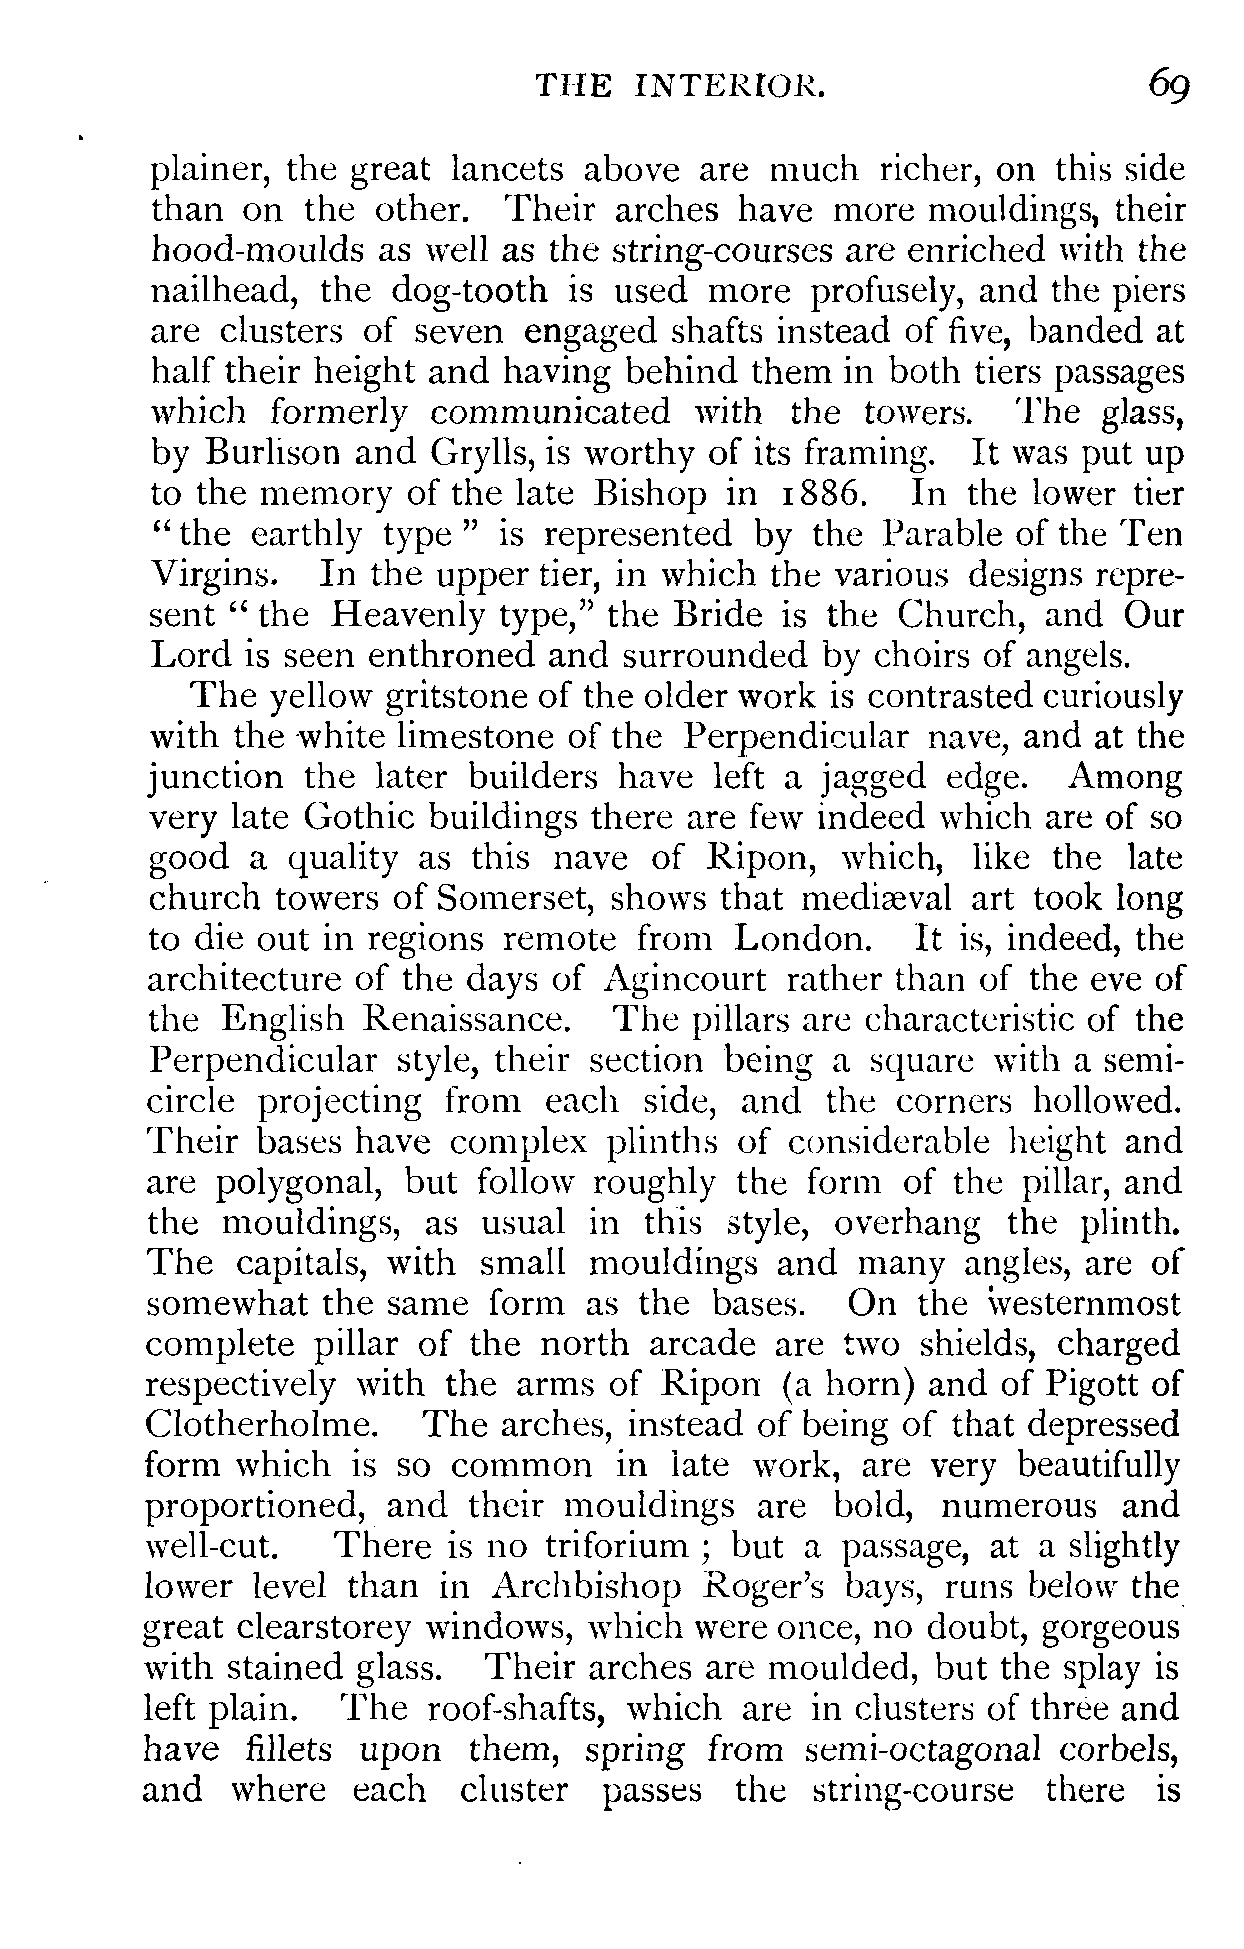 THE INTERIOR. 69
plainer, the great lancets above are much richer, on this side
than on the other. Their arches have more mouldings, their
hood-moulds as well as the string-courses are enriched with the
nailhead, the dog-tooth is used more profusely, and the piers
are clusters of seven engaged shafts instead of five, banded at
half their height and having behind them in both tiers passages
which formerly communicated with the towers. The glass,
by Burlison and Grylls, is worthy of its framing. It was put up
to the memory of the late Bishop in 1886. In the lower tier
“ the earthly type ” is represented by the Parable of the Ten
Virgins. In the upper tier, in which the various designs repre-
sent “ the Heavenly type,” the Bride is the Church, and Our
Lord is seen enthroned and surrounded by choirs of angels.
The yellow gritstone of the older work is contrasted curiously
with the white limestone of the Perpendicular nave, and at the
junction the later builders have left a jagged edge. Among
very late Gothic buildings there are few indeed which are of so
good a quality as this nave of Ripon, which, like the late
church towers of Somerset, shows that mediæval art took long
to die out in regions remote from London. It is, indeed, the
architecture of the days of Agincourt rather than of the eve of
the English Renaissance. The pillars are characteristic of the
Perpendicular style, their section being a square with a semi-
circle projecting from each side, and the corners hollowed.
Their bases have complex plinths of considerable height and
are polygonal, but follow roughly the form of the pillar, and
the mouldings, as usual in this style, overhang the plinth.
The capitals, with small mouldings and many angles, are of
somewhat the same form as the bases. On the westernmost
complete pillar of the north arcade are two shields, charged
respectively with the arms of Ripon (a horn) and of Pigott of
Clotherholme. The arches, instead of being of that depressed
form which is so common in late work, are very beautifully
proportioned, and their mouldings are bold, numerous and
well-cut. There is no triforium ; but a passage, at a slightly
lower level than in Archbishop Roger’s bays, runs below the
great clearstorey windows, which were once, no doubt, gorgeous
with stained glass. Their arches are moulded, but the splay is
left plain. The roof-shafts, which are in clusters of three and
have fillets upon them, spring from semi-octagonal corbels,
and where each cluster passes the string-course there is